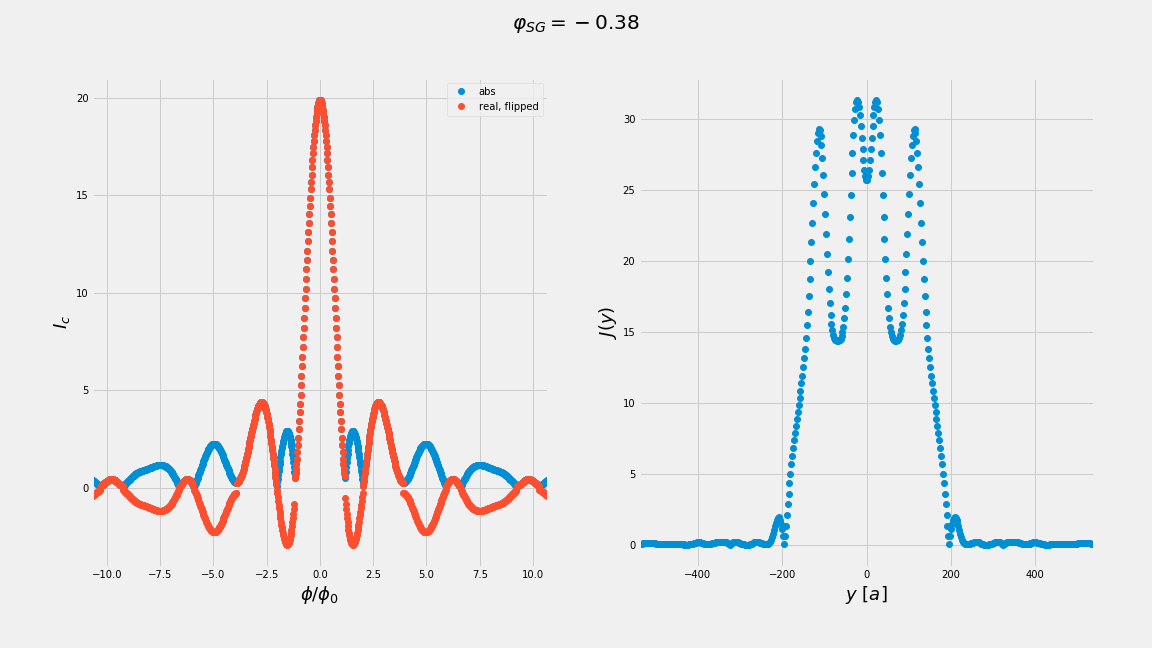 φ_SG = −0.38
abs
real, flipped
20
15
10
5
0
I_c
−10.0 −7.5 −5.0 −2.5 0.0 2.5 5.0 7.5 10.0
ϕ/ϕ_0
30
25
20
15
10
5
0
J(y)
−400 −200 0 200 400
y [a]